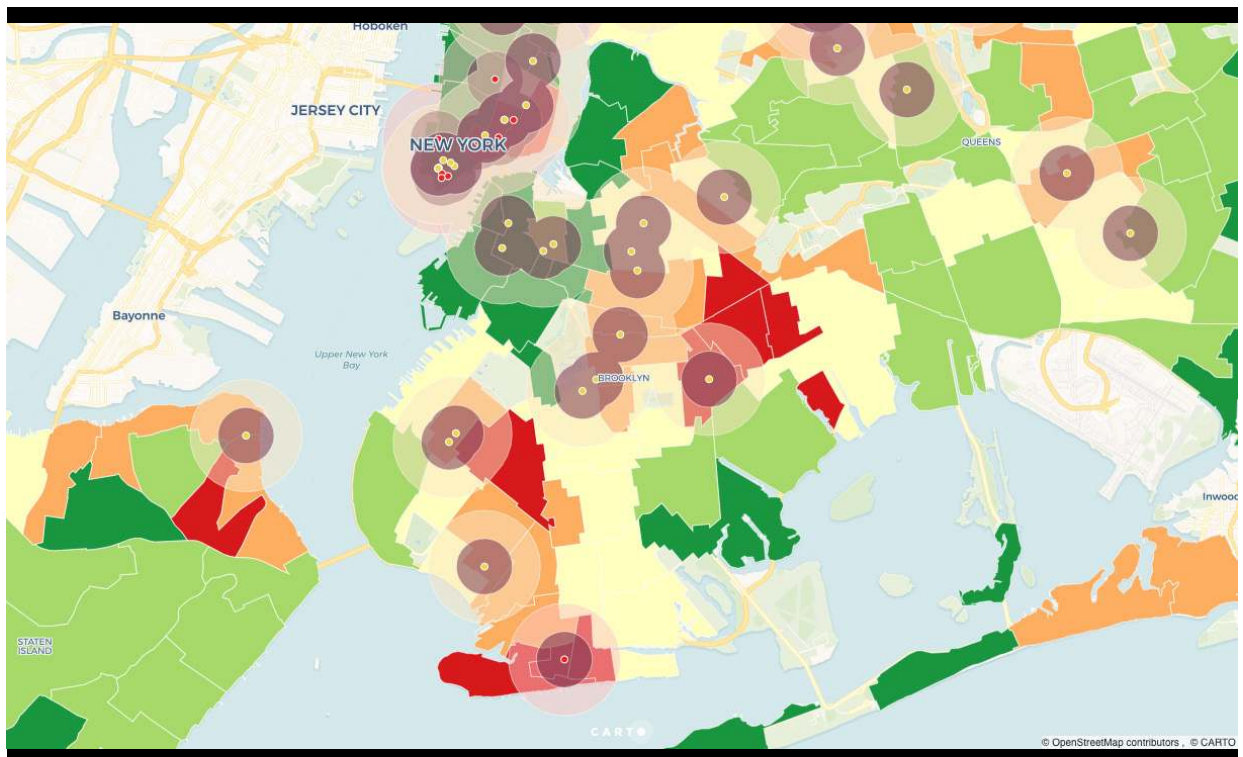 Hoboken
JERSEY CITY
NEW YORK
QUEENS
Bayonne
Upper New York
Bay
BROOKLYN
Inwood
STATEN
ISLAND
CARTO
© OpenStreetMap contributors , © CARTO